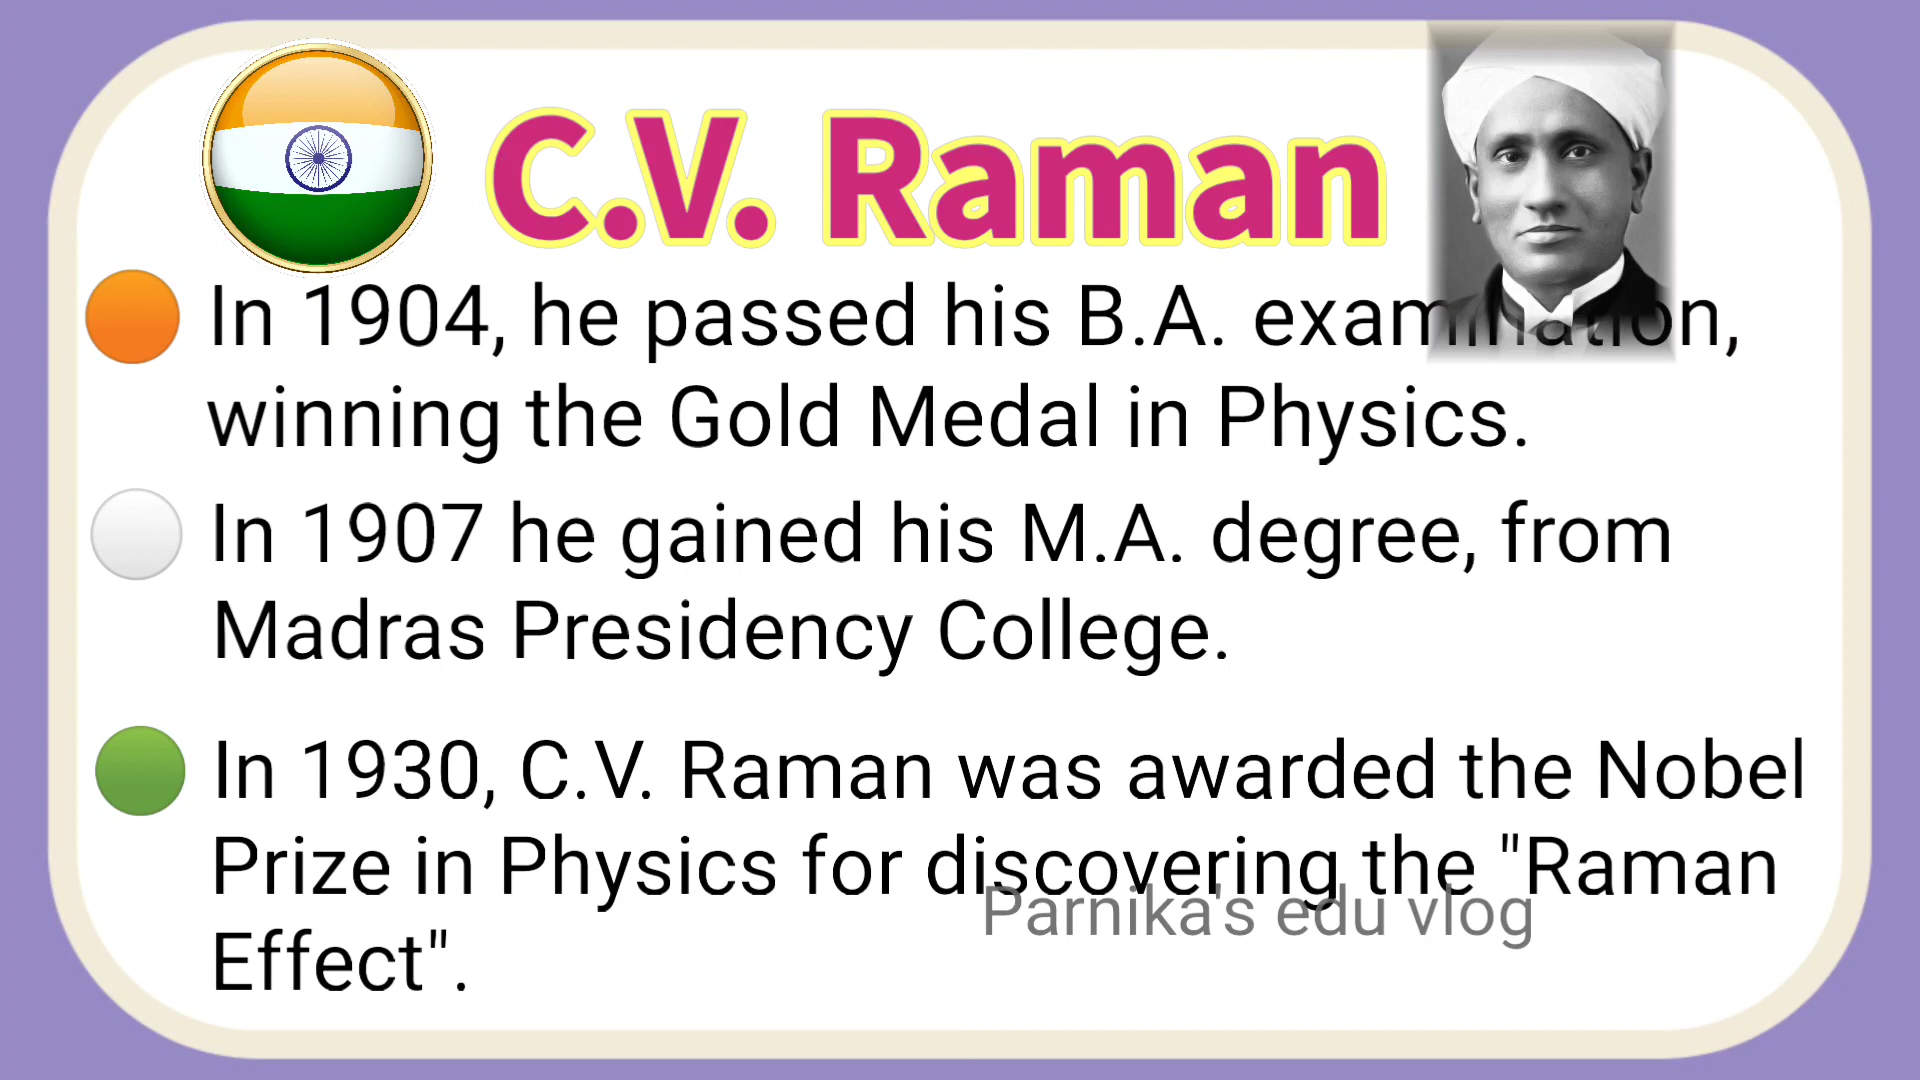 C.V. Raman
In 1904, he passed his B.A. examination,
winning the Gold Medal in Physics.
In 1907 he gained his M.A. degree, from
Madras Presidency College.
In 1930, C.V. Raman was awarded the Nobel
Prize in Physics for discovering the "Raman
Effect".
Parnika's edu vlog